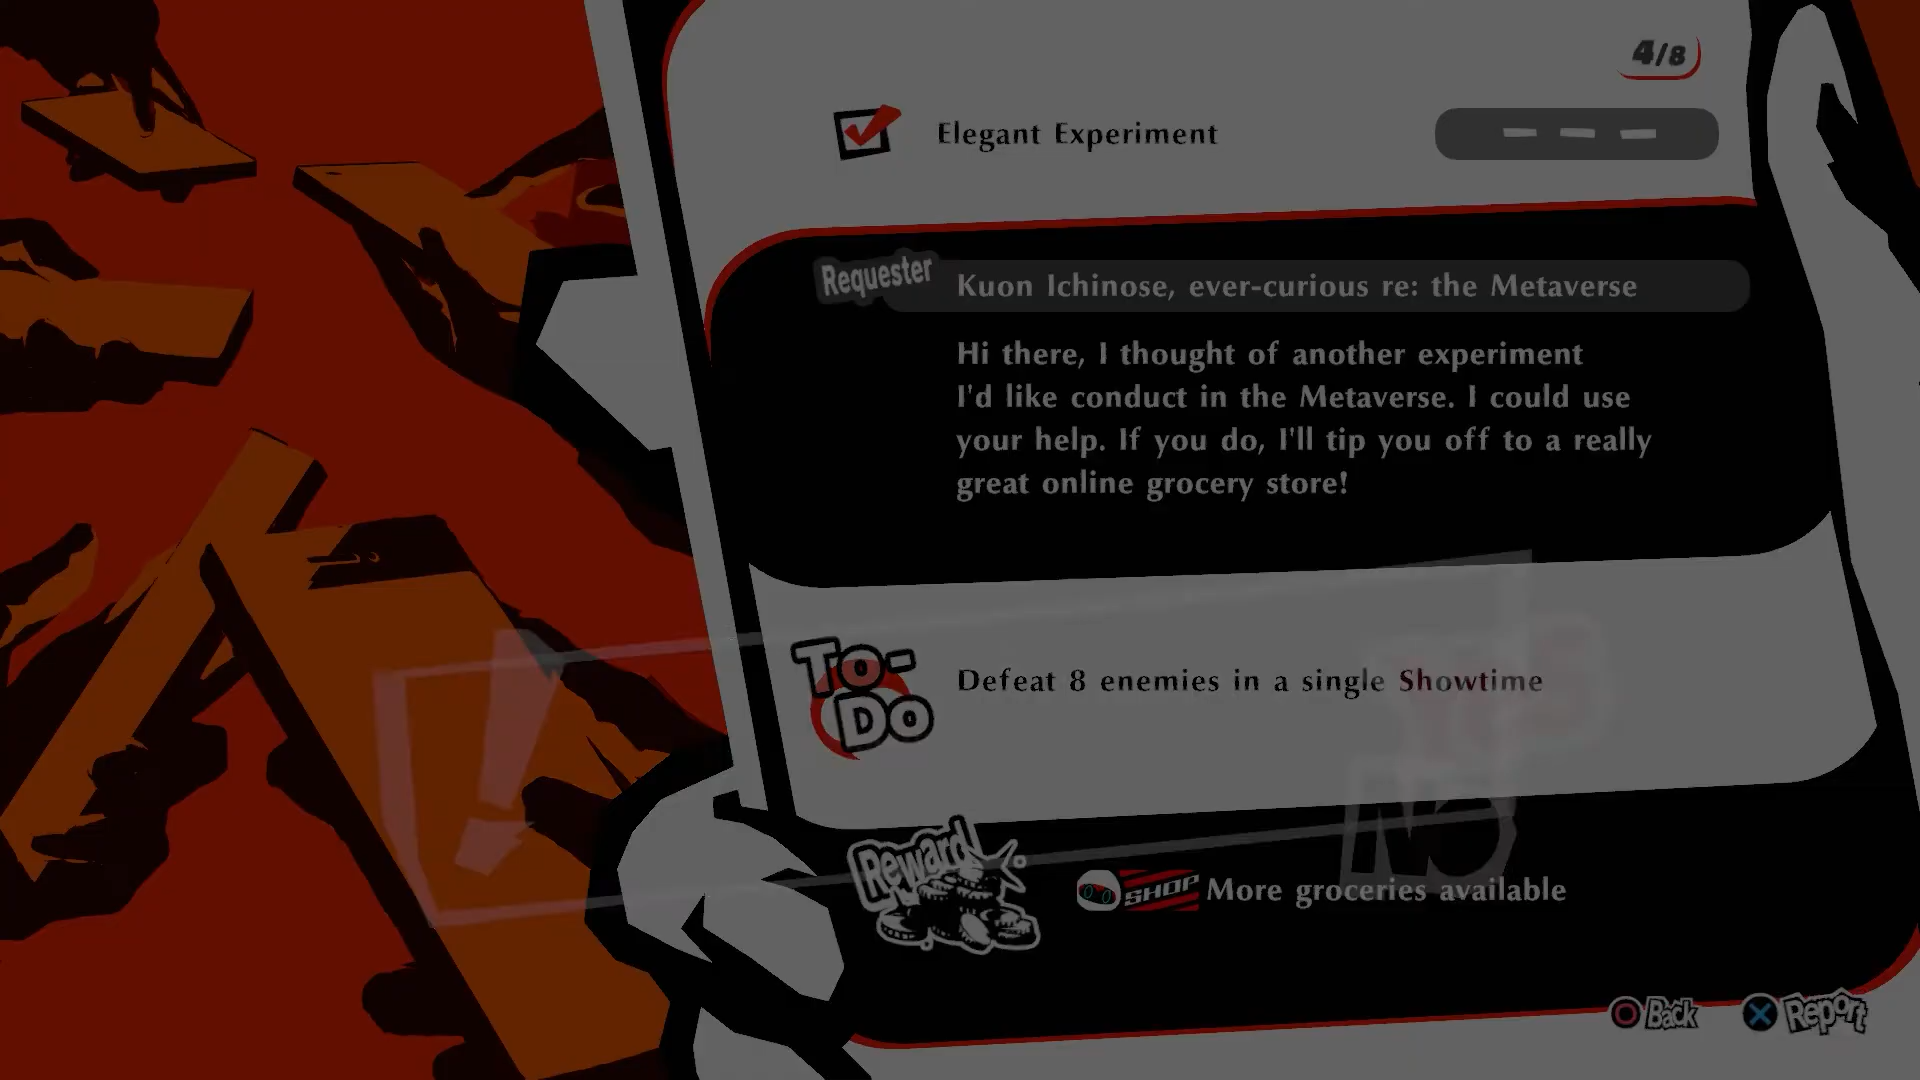 4/8
Elegant Experiment
Requester
Kuon Ichinose, ever-curious re: the Metaverse
Hi there, I thought of another experiment
I'd like conduct in the Metaverse. I could use
your help. If you do, I'll tip you off to a really
great online grocery store!
To-
Do
Defeat 8 enemies in a single Showtime
YES
NO
Reward
SHOP More groceries available
Back
Report